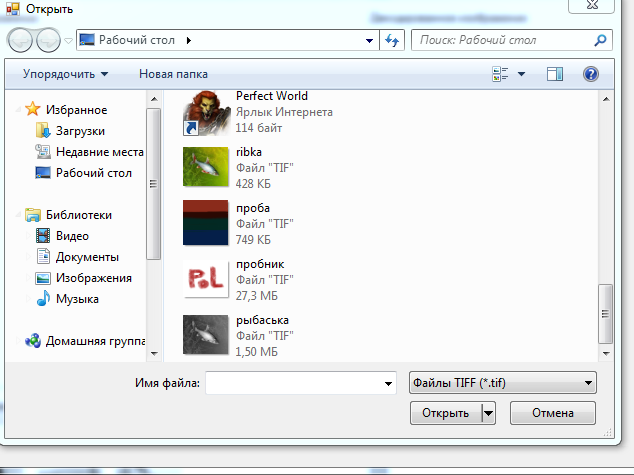 Открыть
Рабочий стол
Поиск: Рабочий стол
Упорядочить
Новая папка
Избранное
Загрузки
Недавние места
Рабочий стол
Библиотеки
Видео
Документы
Изображения
Музыка
Домашняя группа
Perfect World
Ярлык Интернета
114 байт
ribka
Файл "TIF"
428 КБ
проба
Файл "TIF"
749 КБ
пробник
PoL
Файл "TIF"
27,3 МБ
рыбаська
Файл "TIF"
1,50 МБ
Имя файла:
Файлы TIFF (*.tif)
Открыть
Отмена